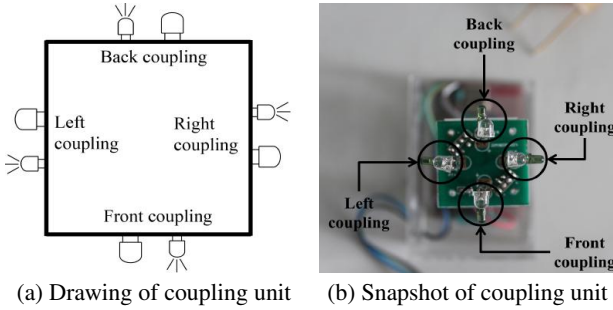 Back coupling
Left
coupling
Right
coupling
Front coupling
(a) Drawing of coupling unit
Back
coupling
Right
coupling
Left
coupling
Front
coupling
(b) Snapshot of coupling unit